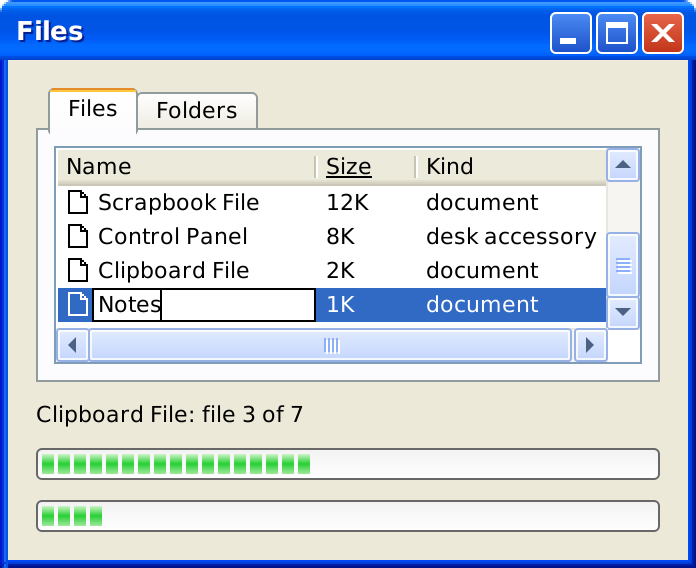 Files
Files Folders
Name Size Kind
Scrapbook File 12K document
Control Panel 8K desk accessory
Clipboard File 2K document
Notes 1K document
Clipboard File: file 3 of 7